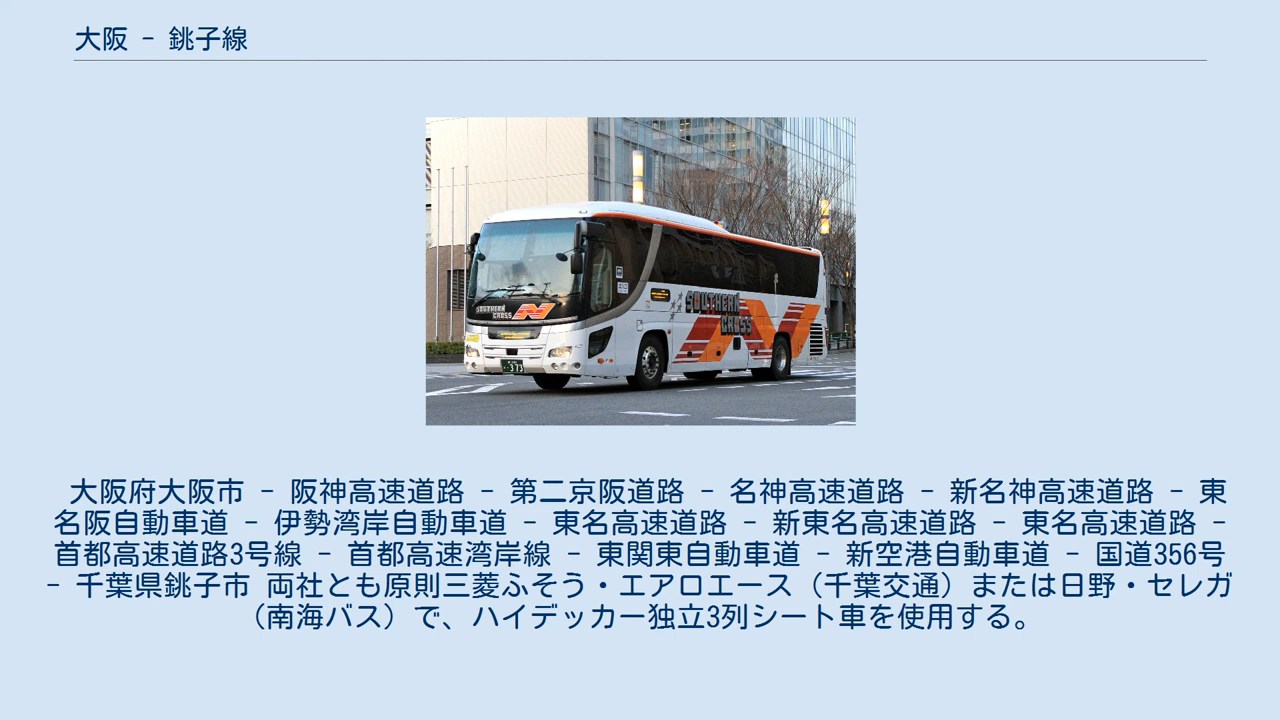 大阪 - 銚子線
SOUTHERN
CROSS
SOUTHERN
CROSS
373
大阪府大阪市 - 阪神高速道路 - 第二京阪道路 - 名神高速道路 - 新名神高速道路 - 東
名阪自動車道 - 伊勢湾岸自動車道 - 東名高速道路 - 新東名高速道路 - 東名高速道路 -
首都高速道路3号線 - 首都高速湾岸線 - 東関東自動車道 - 新空港自動車道 - 国道356号
- 千葉県銚子市 両社とも原則三菱ふそう・エアロエース（千葉交通）または日野・セレガ
（南海バス）で、ハイデッカー独立3列シート車を使用する。